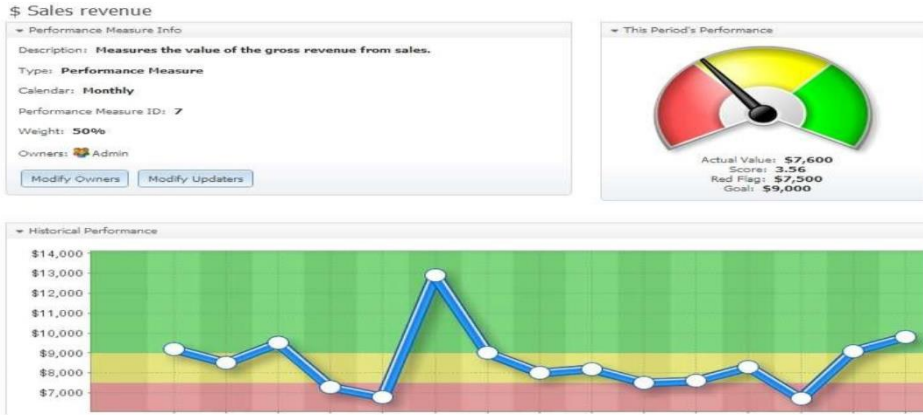 $ Sales revenue
Performance Measure Info
Description: Measures the value of the gross revenue from sales.
Type: Performance Measure
Calendar: Monthly
Performance Measure ID: 7
Weight: 50%
Owners: Admin
Modify Owners Modify Updaters
This Period's Performance
Actual Value: $7,600
Score: 3.56
Red Flag: $7,500
Goal: $9,000
Historical Performance
$14,000
$13,000
$12,000
$11,000
$10,000
$9,000
$8,000
$7,000